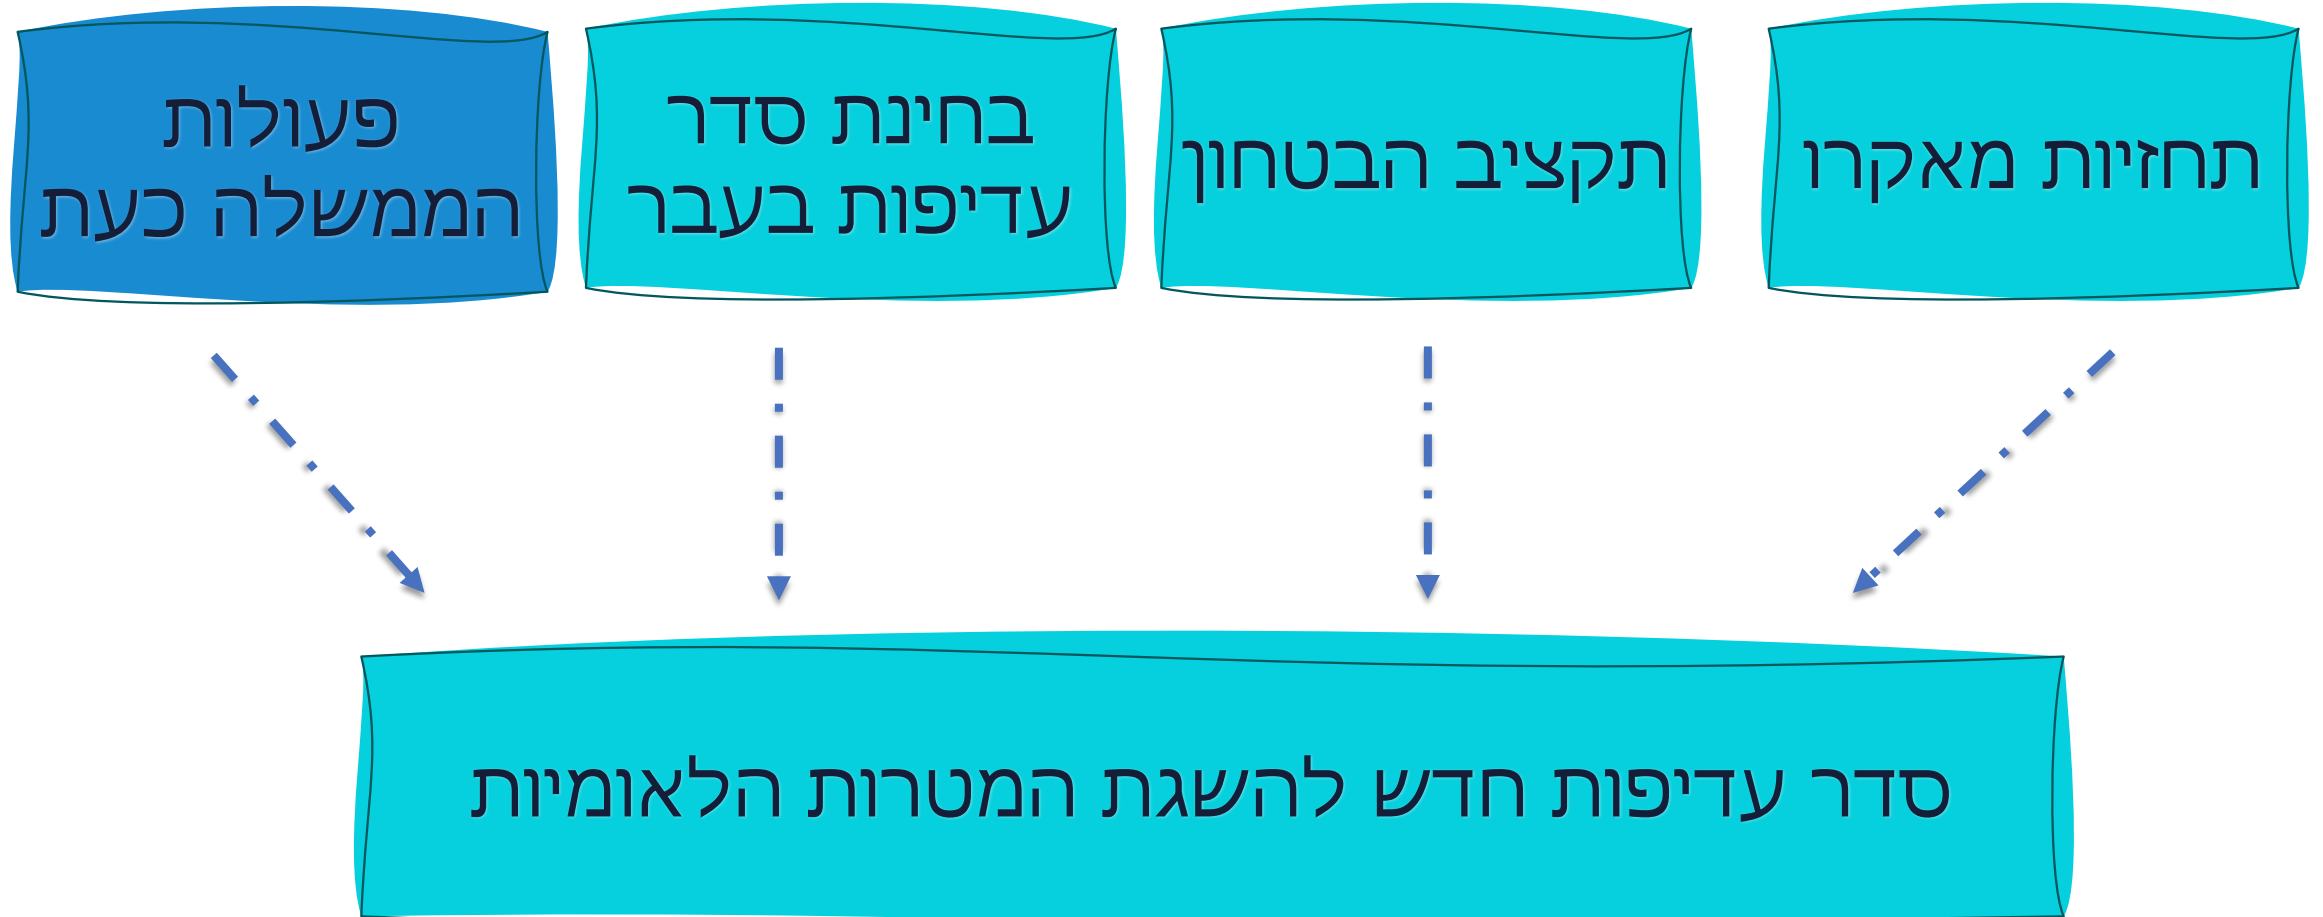 תחזיות מאקרו
תקציב הבטחון
בחינת סדר
עדיפות בעבר
פעולות
הממשלה כעת
סדר עדיפות חדש להשגת המטרות הלאומיות